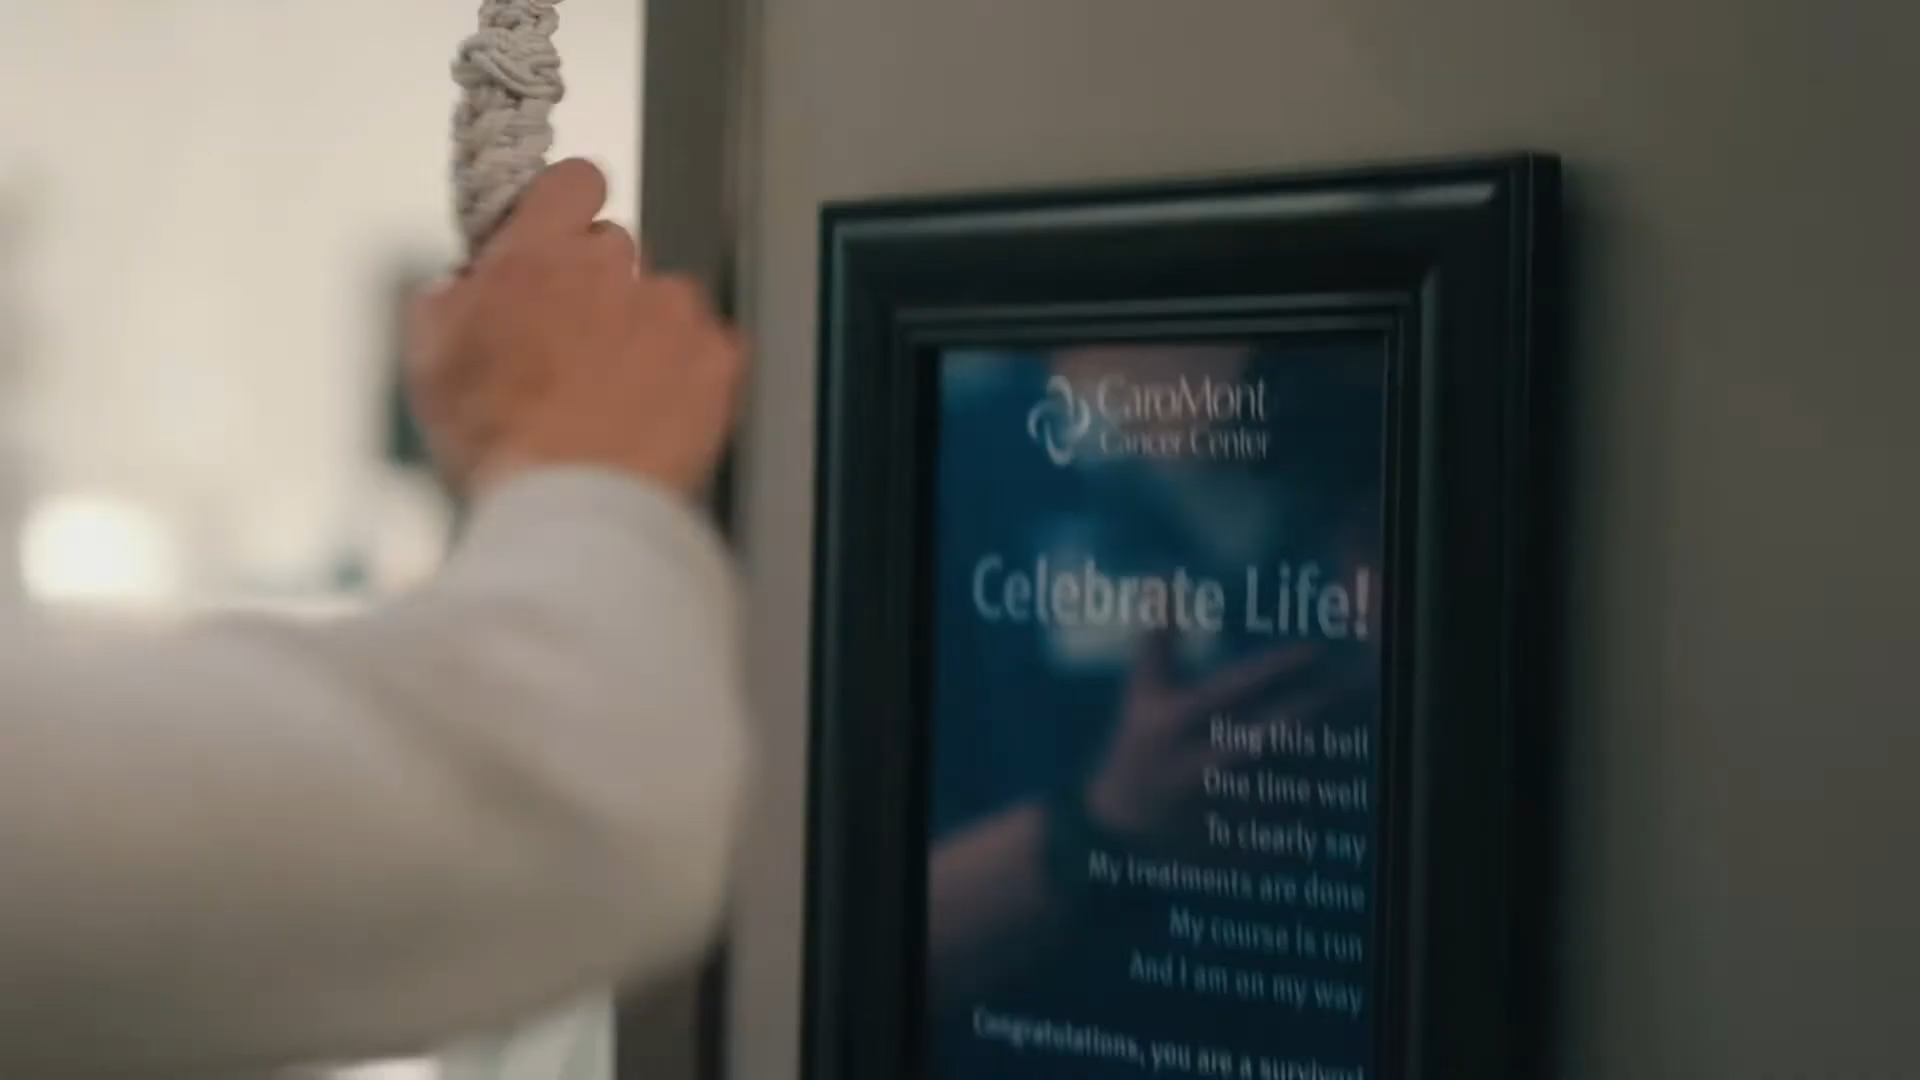 CaroMont
Cancer Center
Celebrate Life!
Ring this bell
One time well
To clearly say
My treatments are done
My course is run
And I am on my way
Congratulations, you are a survivor!